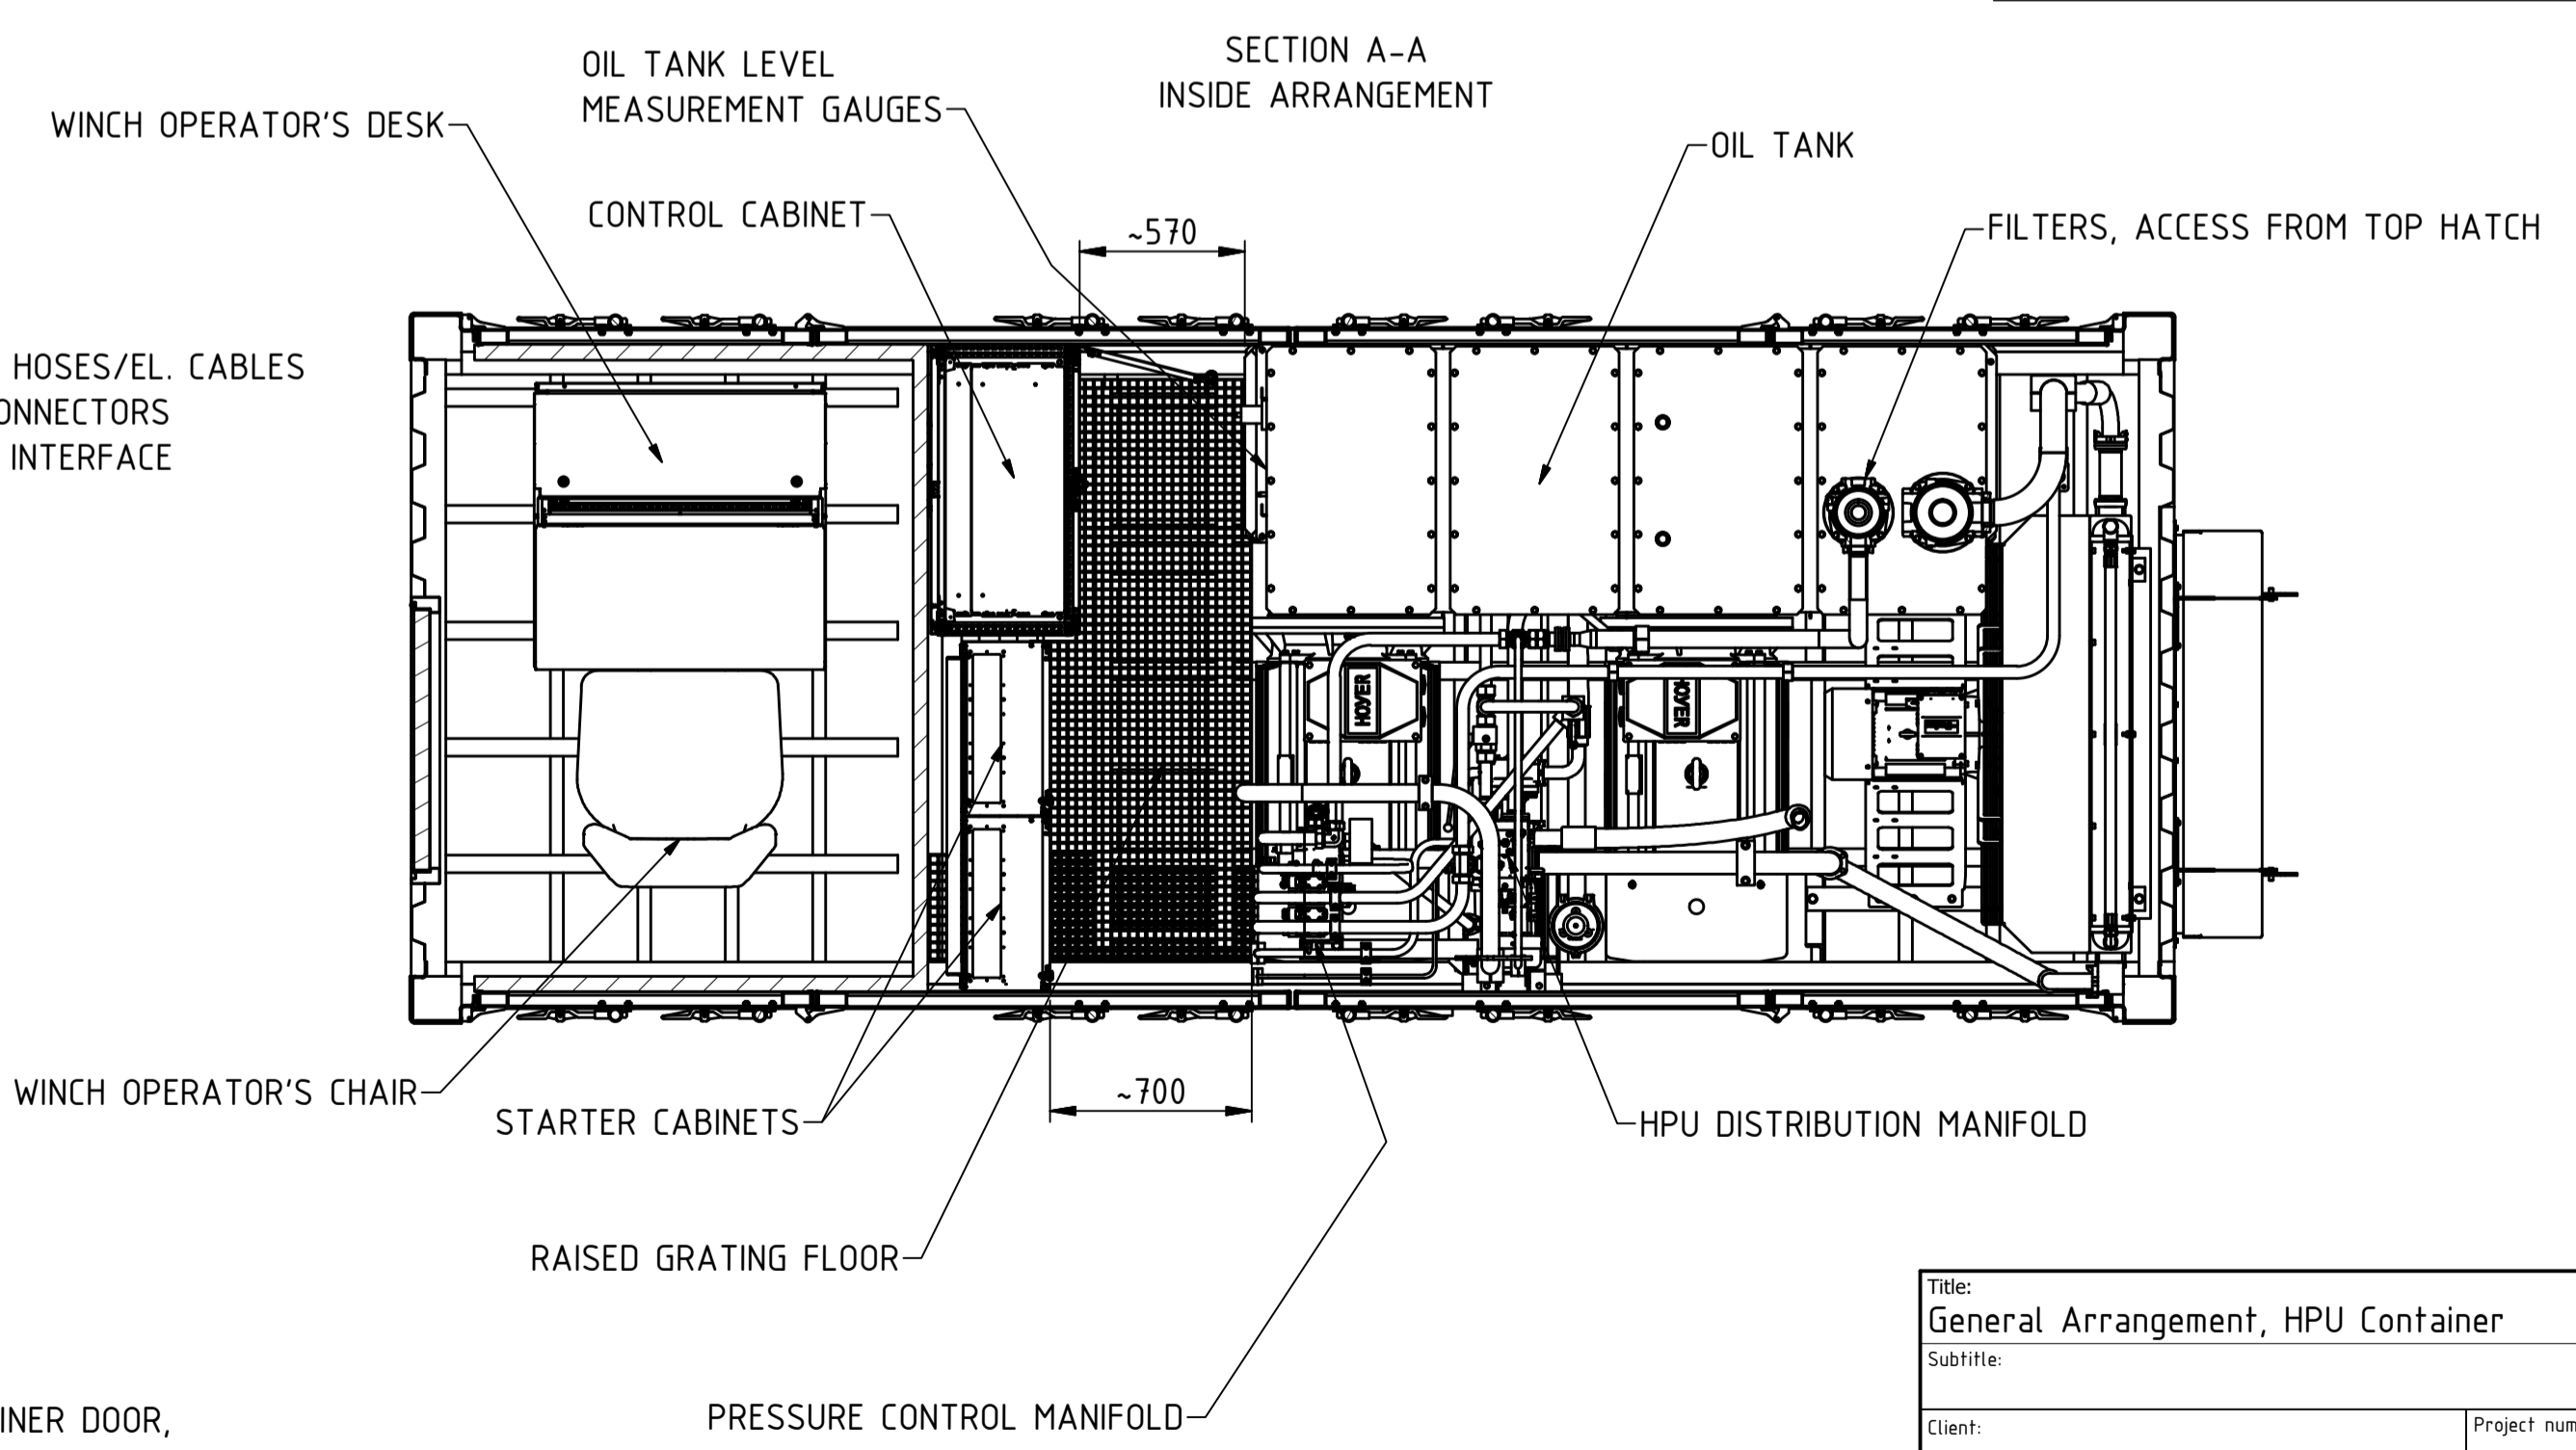 SECTION A-A
INSIDE ARRANGEMENT
OIL TANK LEVEL
MEASUREMENT GAUGES
WINCH OPERATOR'S DESK
OIL TANK
CONTROL CABINET
~570
FILTERS, ACCESS FROM TOP HATCH
HOSES/EL. CABLES
ONNECTORS
INTERFACE
HOYER
HOYER
WINCH OPERATOR'S CHAIR
STARTER CABINETS
~700
HPU DISTRIBUTION MANIFOLD
RAISED GRATING FLOOR
PRESSURE CONTROL MANIFOLD
INER DOOR,
Title:
General Arrangement, HPU Container
Subtitle:
Client:
Project num